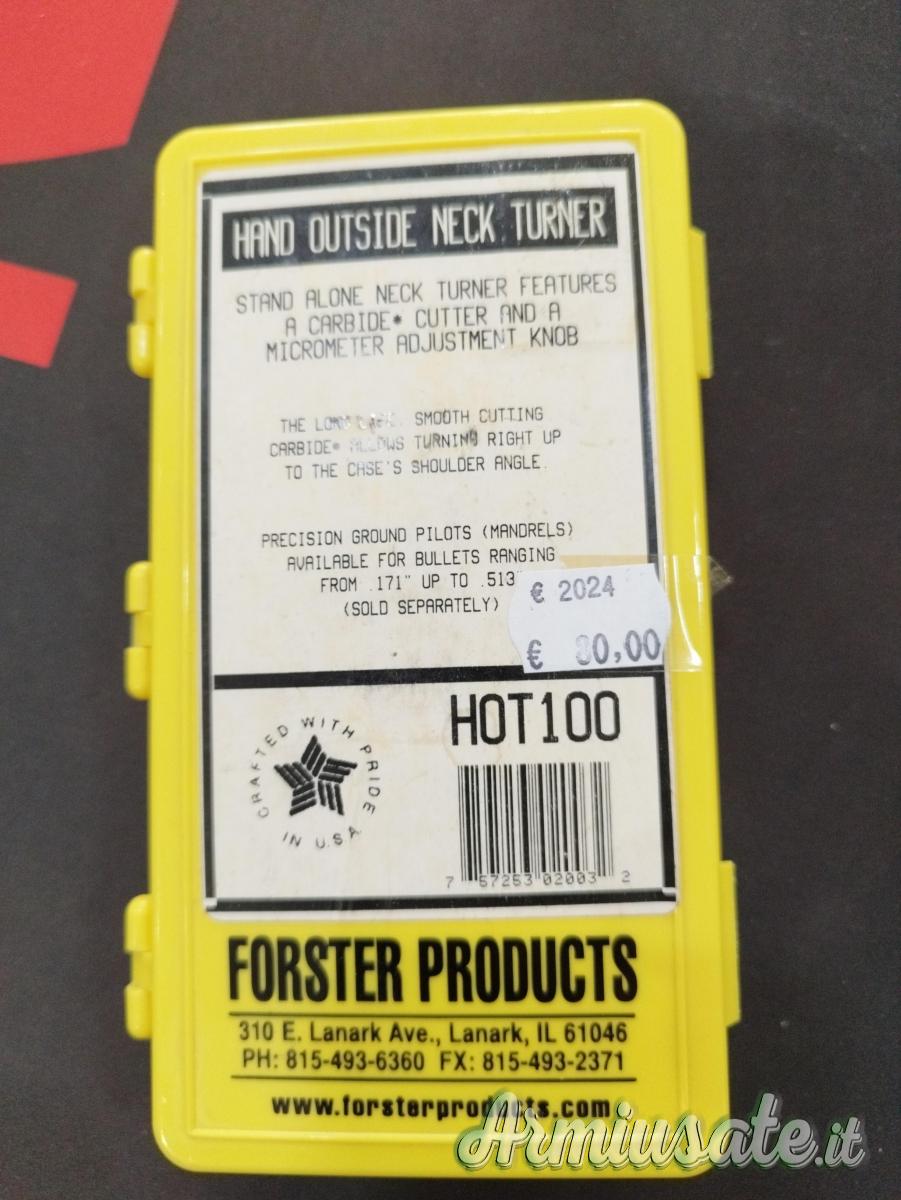 HAND OUTSIDE NECK TURNER
STAND ALONE NECK TURNER FEATURES
A CARBIDE* CUTTER AND A
MICROMETER ADJUSTMENT KNOB
THE LONG SMOOTH CUTTING
CARBIDE* ALLOWS TURNING RIGHT UP
TO THE CASE'S SHOULDER ANGLE.
PRECISION GROUND PILOTS (MANDRELS)
AVAILABLE FOR BULLETS RANGING
FROM .171" UP TO .513"
(SOLD SEPARATELY)
€ 2024
€ 80,00
CRAFTED WITH PRIDE
IN U.S.A
HOT100
7 57253 02003 2
FORSTER PRODUCTS
310 E. Lanark Ave., Lanark, IL 61046
PH: 815-493-6360 FX: 815-493-2371
www.forsterproducts.com
Armiusate.it